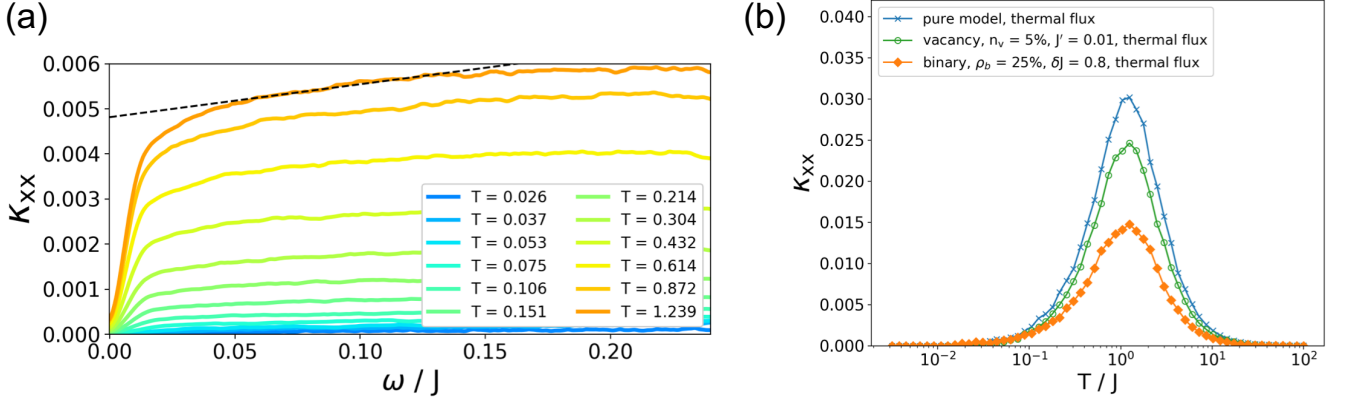 (a)
0.006
0.005
0.004
0.003
0.002
0.001
0.000
κxx
0.00
0.05
0.10
0.15
0.20
ω / J
T = 0.026
T = 0.037
T = 0.053
T = 0.075
T = 0.106
T = 0.151
T = 0.214
T = 0.304
T = 0.432
T = 0.614
T = 0.872
T = 1.239
(b)
pure model, thermal flux
vacancy, nᵥ = 5%, J′ = 0.01, thermal flux
binary, ρb = 25%, δJ = 0.8, thermal flux
0.040
0.035
0.030
0.025
0.020
0.015
0.010
0.005
0.000
κxx
10⁻²
10⁻¹
10⁰
10¹
10²
T / J